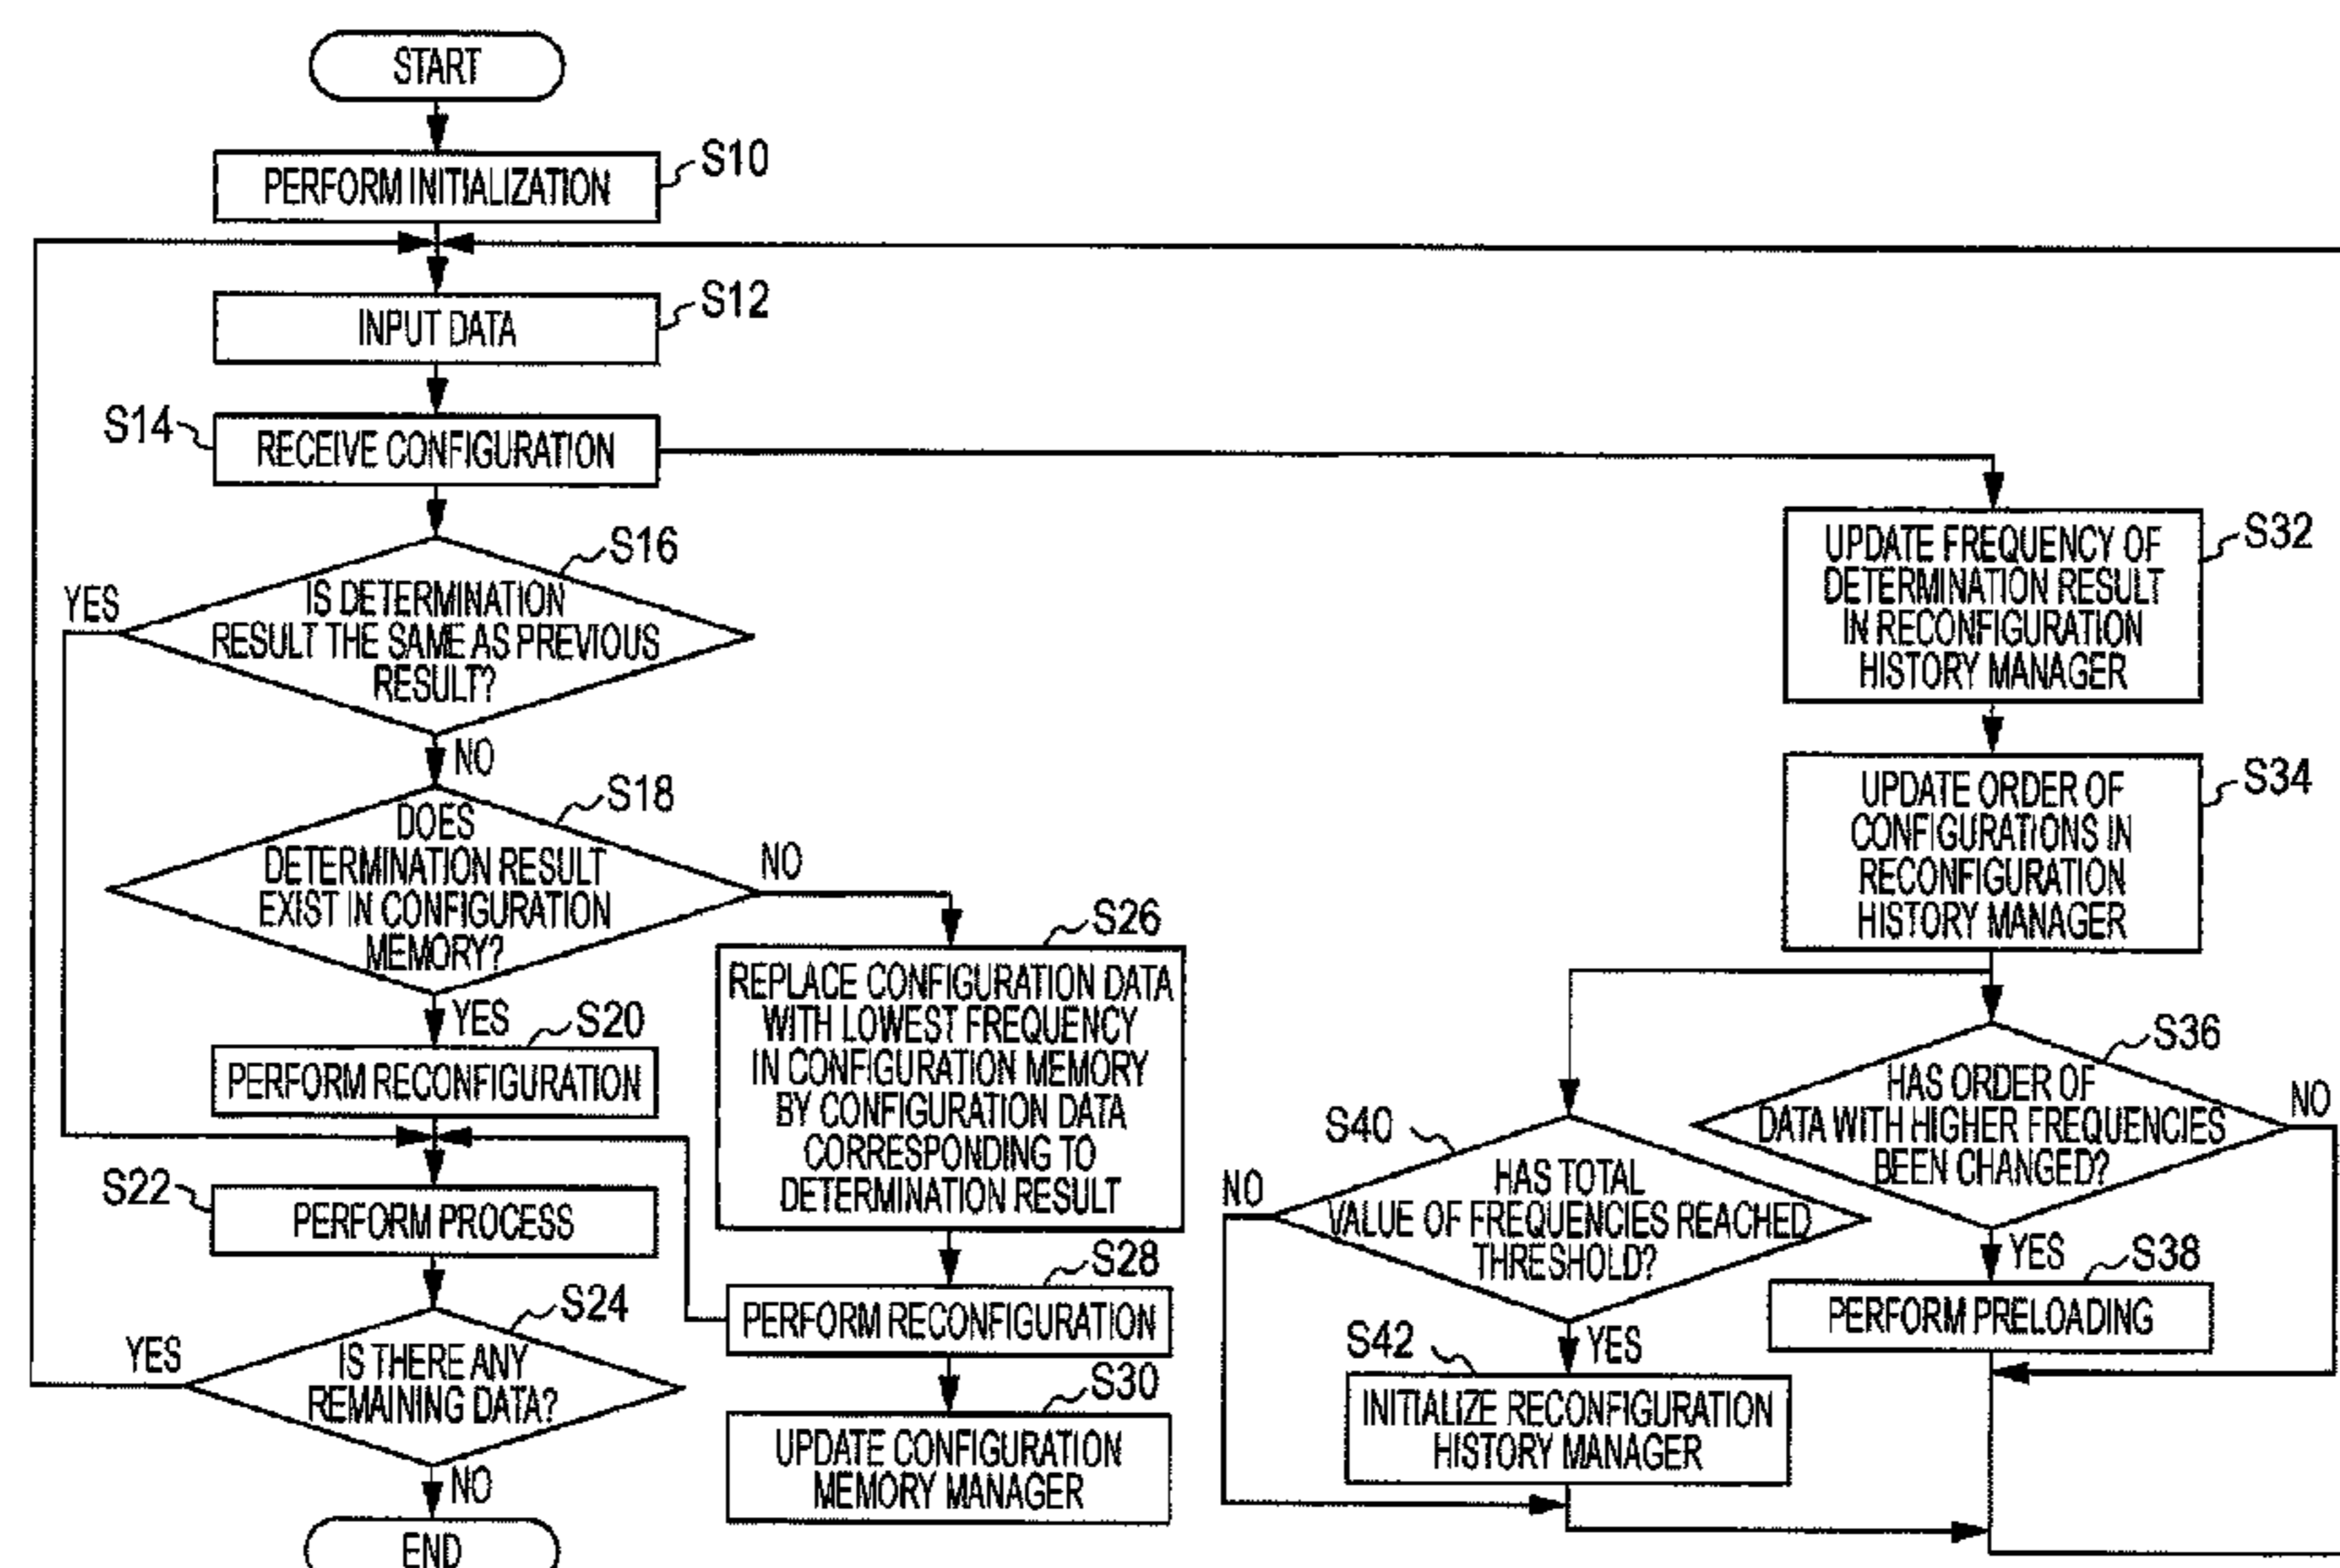 START
S10
PERFORM INITIALIZATION
S12
INPUT DATA
S14
RECEIVE CONFIGURATION
S16
IS DETERMINATION
RESULT THE SAME AS PREVIOUS
RESULT?
YES
NO
S18
DOES
DETERMINATION RESULT
EXIST IN CONFIGURATION
MEMORY?
NO
YES
S20
PERFORM RECONFIGURATION
S22
PERFORM PROCESS
S24
IS THERE ANY
REMAINING DATA?
YES
NO
END
S26
REPLACE CONFIGURATION DATA
WITH LOWEST FREQUENCY
IN CONFIGURATION MEMORY
BY CONFIGURATION DATA
CORRESPONDING TO
DETERMINATION RESULT
S28
PERFORM RECONFIGURATION
S30
UPDATE CONFIGURATION
MEMORY MANAGER
S32
UPDATE FREQUENCY OF
DETERMINATION RESULT
IN RECONFIGURATION
HISTORY MANAGER
S34
UPDATE ORDER OF
CONFIGURATIONS IN
RECONFIGURATION
HISTORY MANAGER
S36
HAS ORDER OF
DATA WITH HIGHER FREQUENCIES
BEEN CHANGED?
NO
YES
S38
PERFORM PRELOADING
S40
HAS TOTAL
VALUE OF FREQUENCIES REACHED
THRESHOLD?
NO
YES
S42
INITIALIZE RECONFIGURATION
HISTORY MANAGER